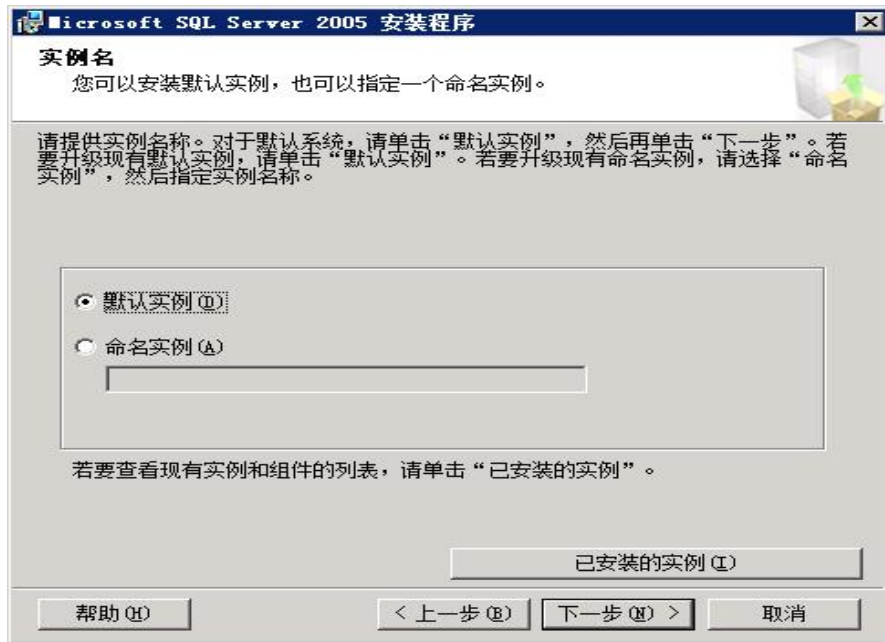 Microsoft SQL Server 2005 安装程序
实例名
您可以安装默认实例，也可以指定一个命名实例。
请提供实例名称。对于默认系统，请单击“默认实例”，然后再单击“下一步”。若
要升级现有默认实例，请单击“默认实例”。若要升级现有命名实例，请选择“命名
实例”，然后指定实例名称。
默认实例(D)
命名实例(A)
若要查看现有实例和组件的列表，请单击“已安装的实例”。
已安装的实例(I)
帮助(H) < 上一步(B) 下一步(N) > 取消